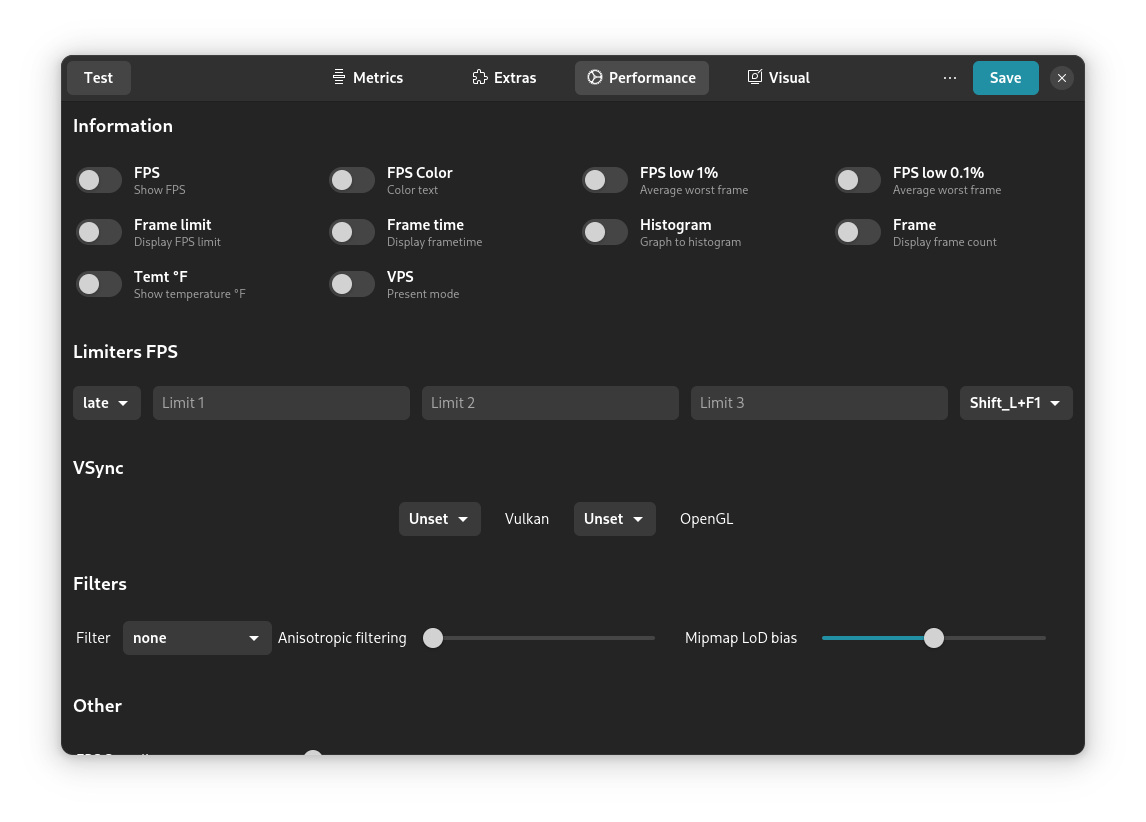 Test
Metrics
Extras
Performance
Visual
Save
Information
FPS
Show FPS
FPS Color
Color text
FPS low 1%
Average worst frame
FPS low 0.1%
Average worst frame
Frame limit
Display FPS limit
Frame time
Display frametime
Histogram
Graph to histogram
Frame
Display frame count
Temt °F
Show temperature °F
VPS
Present mode
Limiters FPS
late
Limit 1
Limit 2
Limit 3
Shift_L+F1
VSync
Unset
Vulkan
Unset
OpenGL
Filters
Filter
none
Anisotropic filtering
Mipmap LoD bias
Other